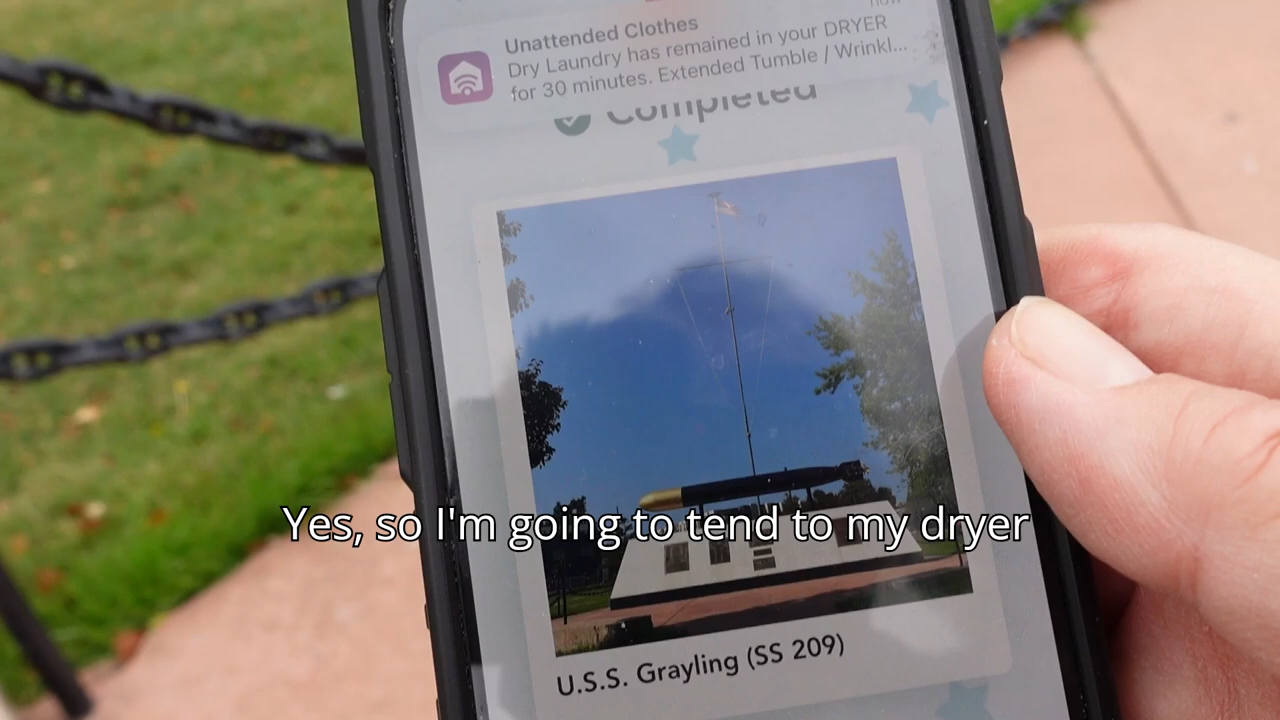 Unattended Clothes
now
Dry Laundry has remained in your DRYER
for 30 minutes. Extended Tumble / Wrinkl...
Completed
Yes, so I'm going to tend to my dryer
U.S.S. Grayling (SS 209)